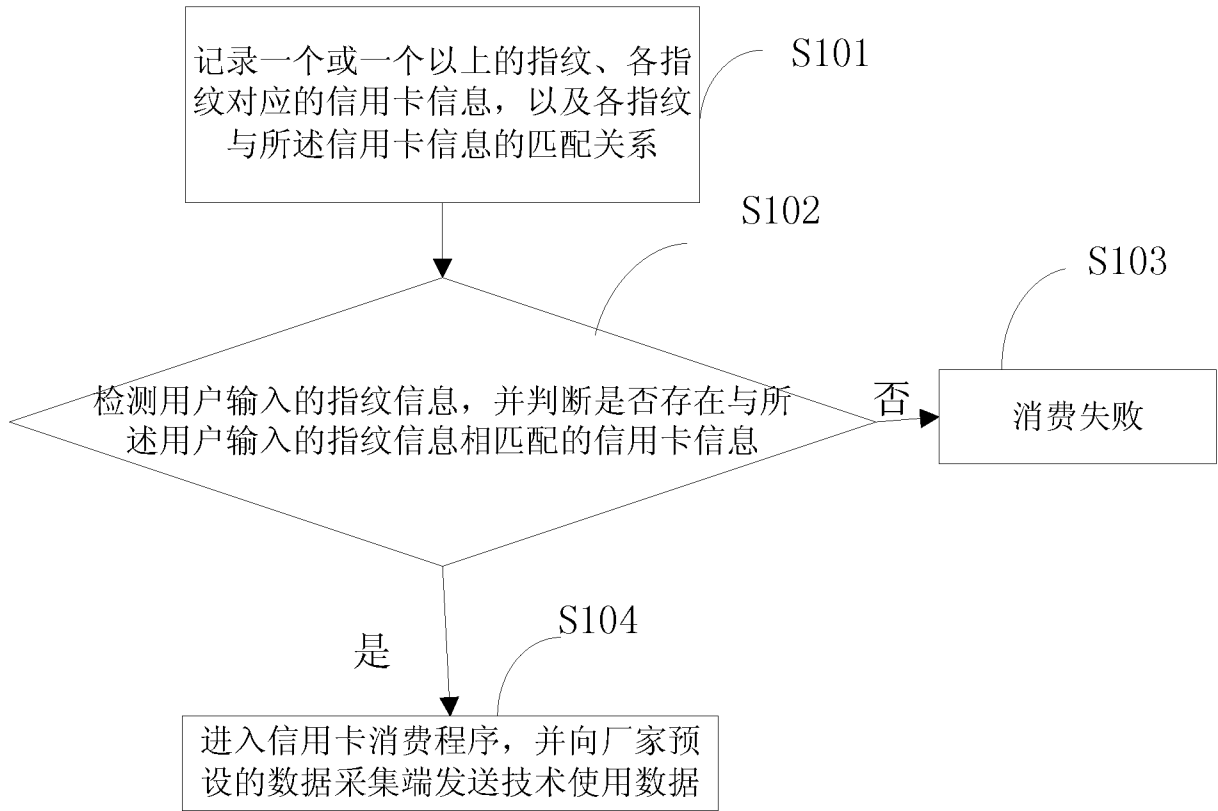 记录一个或一个以上的指纹、各指
纹对应的信用卡信息，以及各指纹
与所述信用卡信息的匹配关系
S101
S102
S103
检测用户输入的指纹信息，并判断是否存在与所
述用户输入的指纹信息相匹配的信用卡信息
否
消费失败
是
S104
进入信用卡消费程序，并向厂家预
设的数据采集端发送技术使用数据